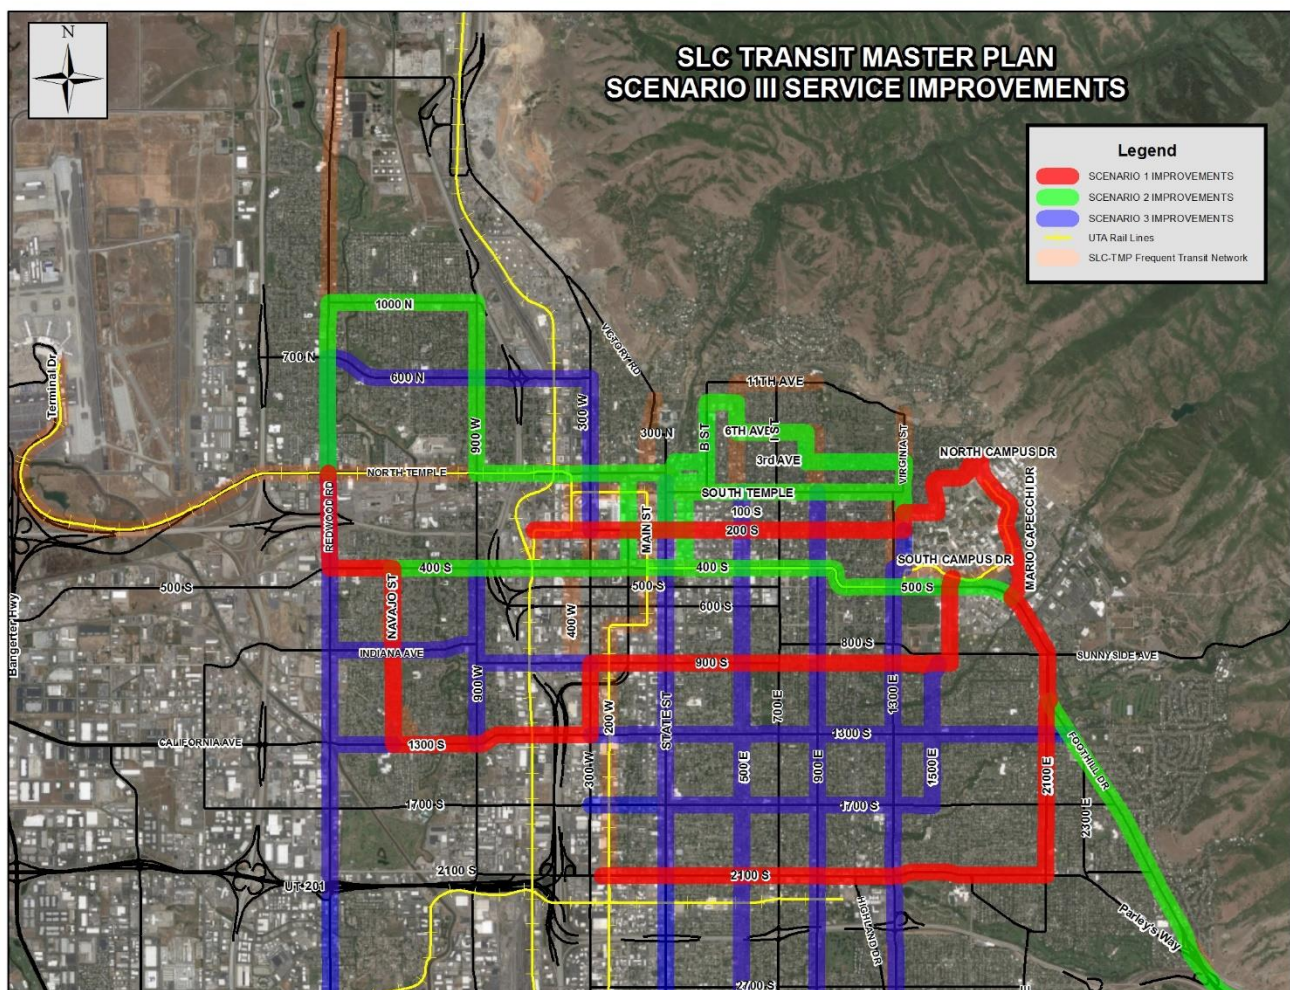 N
SLC TRANSIT MASTER PLAN
SCENARIO III SERVICE IMPROVEMENTS
Legend
SCENARIO 1 IMPROVEMENTS
SCENARIO 2 IMPROVEMENTS
SCENARIO 3 IMPROVEMENTS
UTA Rail Lines
SLC-TMP Frequent Transit Network
1000 N
VICTORY RD
700 N
600 N
Terminal Dr
11TH AVE
300 W
900 W
300 N
B ST
6TH AVE
I ST
VIRGINIA ST
3rd AVE
NORTH CAMPUS DR
NORTH TEMPLE
SOUTH TEMPLE
MARIO CAPECCHI DR
REDWOOD RD
100 S
200 S
MAIN ST
SOUTH CAMPUS DR
400 S
400 S
500 S
500 S
500 S
600 S
Bangerter Hwy
NAVAJO ST
400 W
800 S
INDIANA AVE
SUNNYSIDE AVE
900 S
900 W
200 W
STATE ST
700 E
1300 E
CALIFORNIA AVE
1300 S
1300 S
300 W
500 E
900 E
1500 E
2100 E
FOOTHILL DR
1700 S
1700 S
2300 E
2100 S
2100 S
UT-201
HIGHLAND DR
Parley's Way
2700 S
E